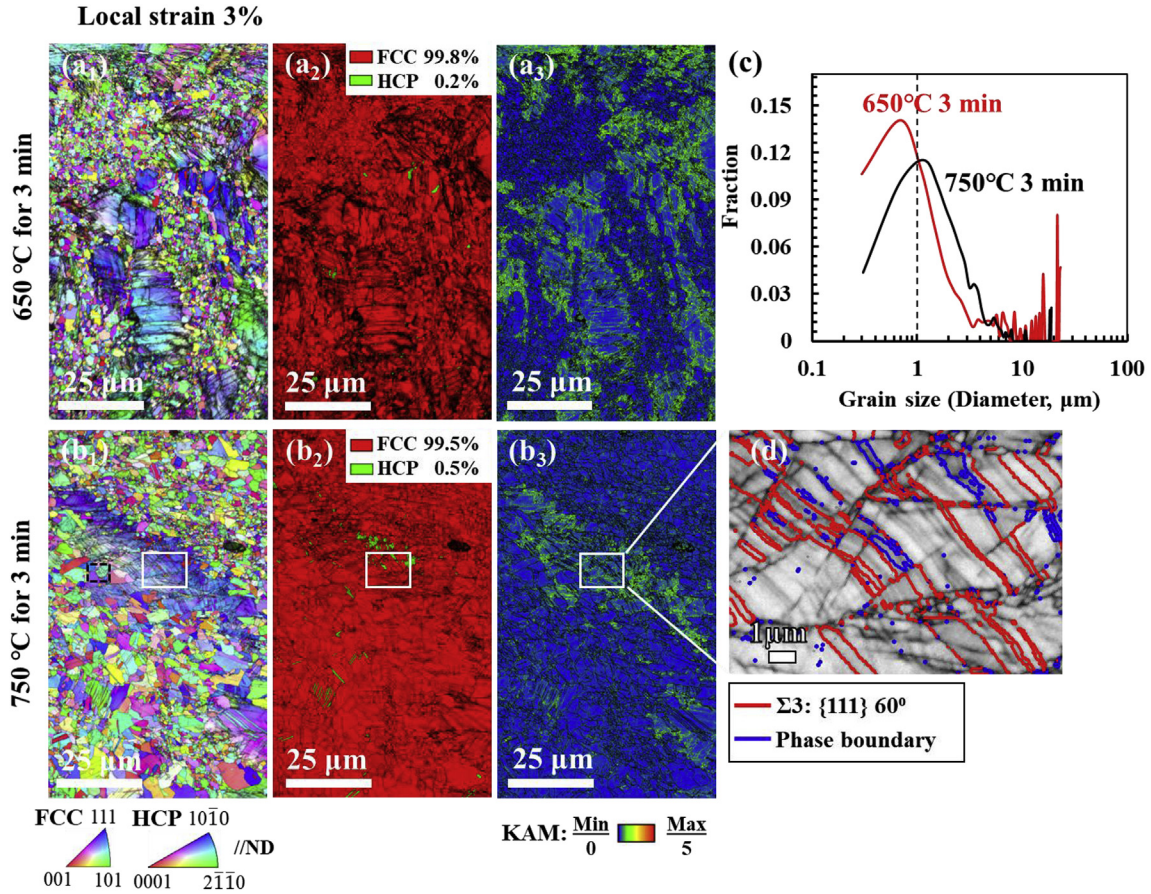 Local strain 3%
650 °C for 3 min
(a1)
25 μm
(a2)
FCC 99.8%
HCP 0.2%
25 μm
(a3)
25 μm
(c)
Fraction
0.15
0.12
0.09
0.06
0.03
0
650°C 3 min
750°C 3 min
0.1 1 10 100
Grain size (Diameter, μm)
750 °C for 3 min
(b1)
25 μm
(b2)
FCC 99.5%
HCP 0.5%
25 μm
(b3)
25 μm
(d)
1μm
Σ3: {111} 60º
Phase boundary
FCC 111
001 101
HCP 101̄0
0001 21̄1̄0
//ND
KAM: Min Max
0 5